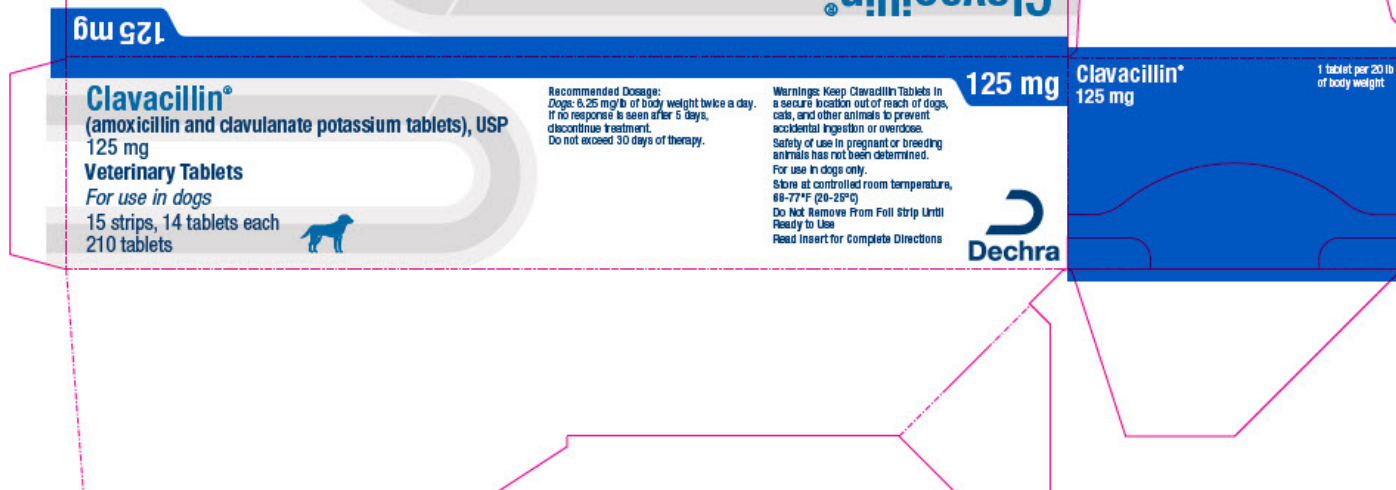 Clavacillin®
125 mg
Clavacillin®
(amoxicillin and clavulanate potassium tablets), USP
125 mg
Veterinary Tablets
For use in dogs
15 strips, 14 tablets each
210 tablets
Recommended Dosage:
Dogs: 6.25 mg/lb of body weight twice a day.
If no response is seen after 5 days,
discontinue treatment.
Do not exceed 30 days of therapy.
Warnings: Keep Clavacillin Tablets in
a secure location out of reach of dogs,
cats, and other animals to prevent
accidental ingestion or overdose.
Safety of use in pregnant or breeding
animals has not been determined.
For use in dogs only.
Store at controlled room temperature,
68-77°F (20-25°C)
Do Not Remove From Foil Strip Until
Ready to Use
Read Insert for Complete Directions
125 mg
Dechra
Clavacillin®
125 mg
1 tablet per 20 lb
of body weight